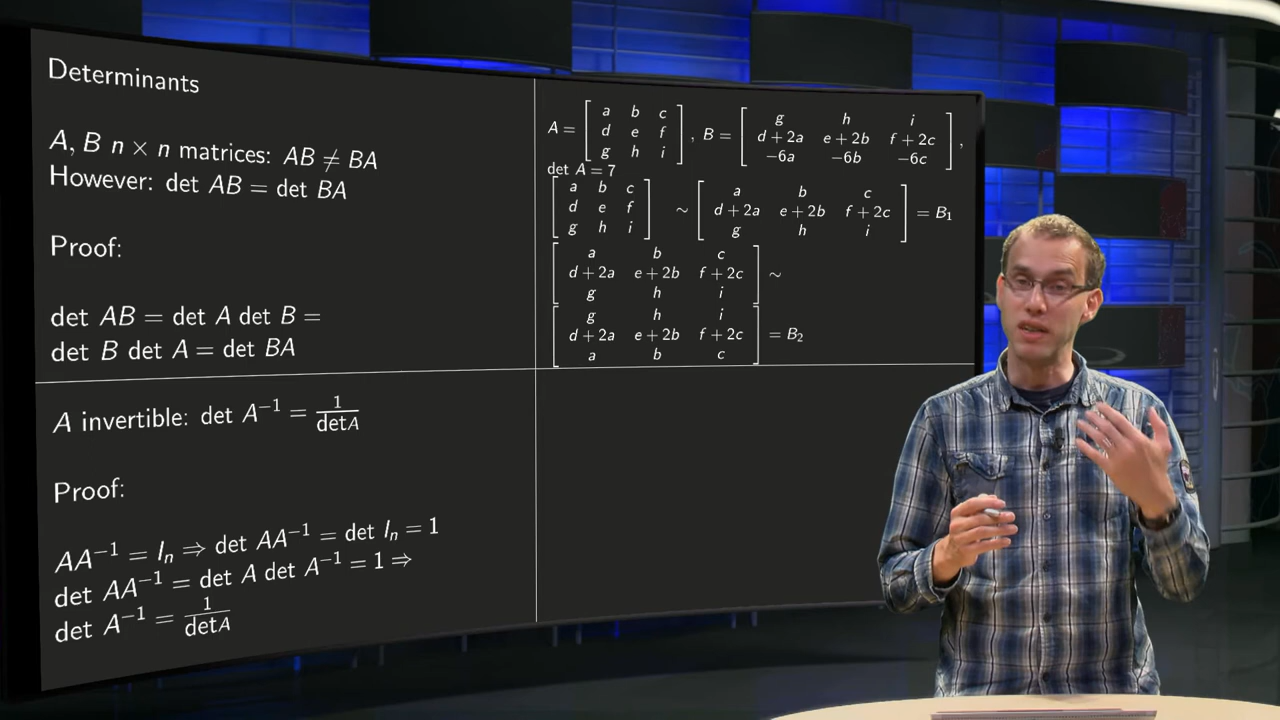 Determinants
A, B n × n matrices: AB ≠ BA
However: det AB = det BA
Proof:
det AB = det A det B =
det B det A = det BA
A invertible: det A⁻¹ = 1/detA
Proof:
AA⁻¹ = Iₙ ⇒ det AA⁻¹ = det Iₙ = 1
det AA⁻¹ = det A det A⁻¹ = 1 ⇒
det A⁻¹ = 1/detA
A = [ a b c ; d e f ; g h i ], B = [ g h i ; d + 2a e + 2b f + 2c ; −6a −6b −6c ],
det A = 7
[ a b c ; d e f ; g h i ] ~ [ a b c ; d + 2a e + 2b f + 2c ; g h i ] = B₁
[ a b c ; d + 2a e + 2b f + 2c ; g h i ] ~
[ g h i ; d + 2a e + 2b f + 2c ; a b c ] = B₂